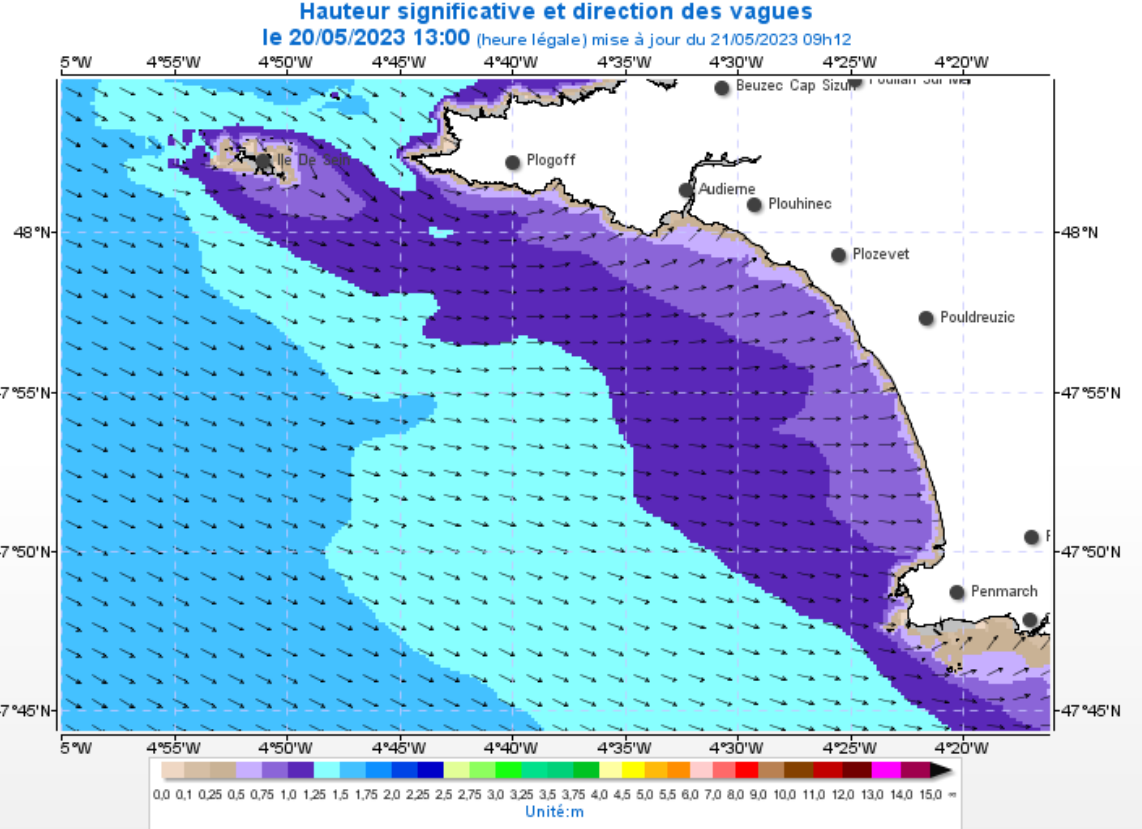 Hauteur significative et direction des vagues
le 20/05/2023 13:00 (heure légale) mise à jour du 21/05/2023 09h12
5°W 4°55'W 4°50'W 4°45'W 4°40'W 4°35'W 4°30'W 4°25'W 4°20'W
Beuzec Cap Sizun
Ile De Sein
Plogoff
Audierne
Plouhinec
48°N 48°N
Plozevet
Pouldreuzic
7°55'N 47°55'N
7°50'N 47°50'N
Penmarch
7°45'N 47°45'N
5°W 4°55'W 4°50'W 4°45'W 4°40'W 4°35'W 4°30'W 4°25'W 4°20'W
0,0 0,1 0,25 0,5 0,75 1,0 1,25 1,5 1,75 2,0 2,25 2,5 2,75 3,0 3,25 3,5 3,75 4,0 4,5 5,0 5,5 6,0 7,0 8,0 9,0 10,0 11,0 12,0 13,0 14,0 15,0 ∞
Unité:m